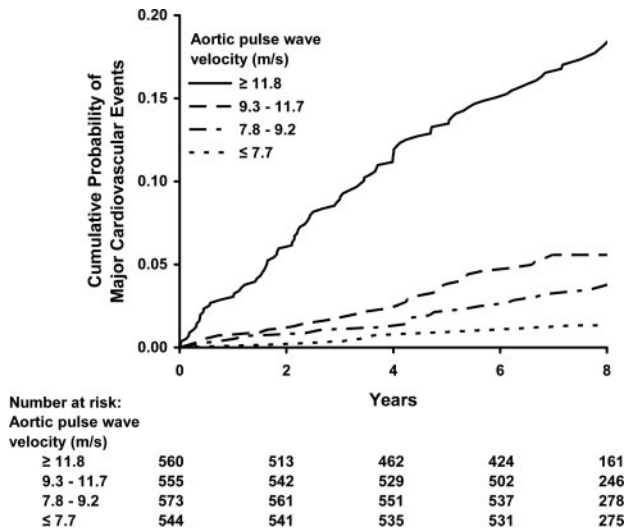 0.20
0.15
0.10
0.05
0.00
Cumulative Probability of
Major Cardiovascular Events
Aortic pulse wave
velocity (m/s)
≥ 11.8
9.3 - 11.7
7.8 - 9.2
≤ 7.7
0 2 4 6 8
Years
Number at risk:
Aortic pulse wave
velocity (m/s)
≥ 11.8 560 513 462 424 161
9.3 - 11.7 555 542 529 502 246
7.8 - 9.2 573 561 551 537 278
≤ 7.7 544 541 535 531 275